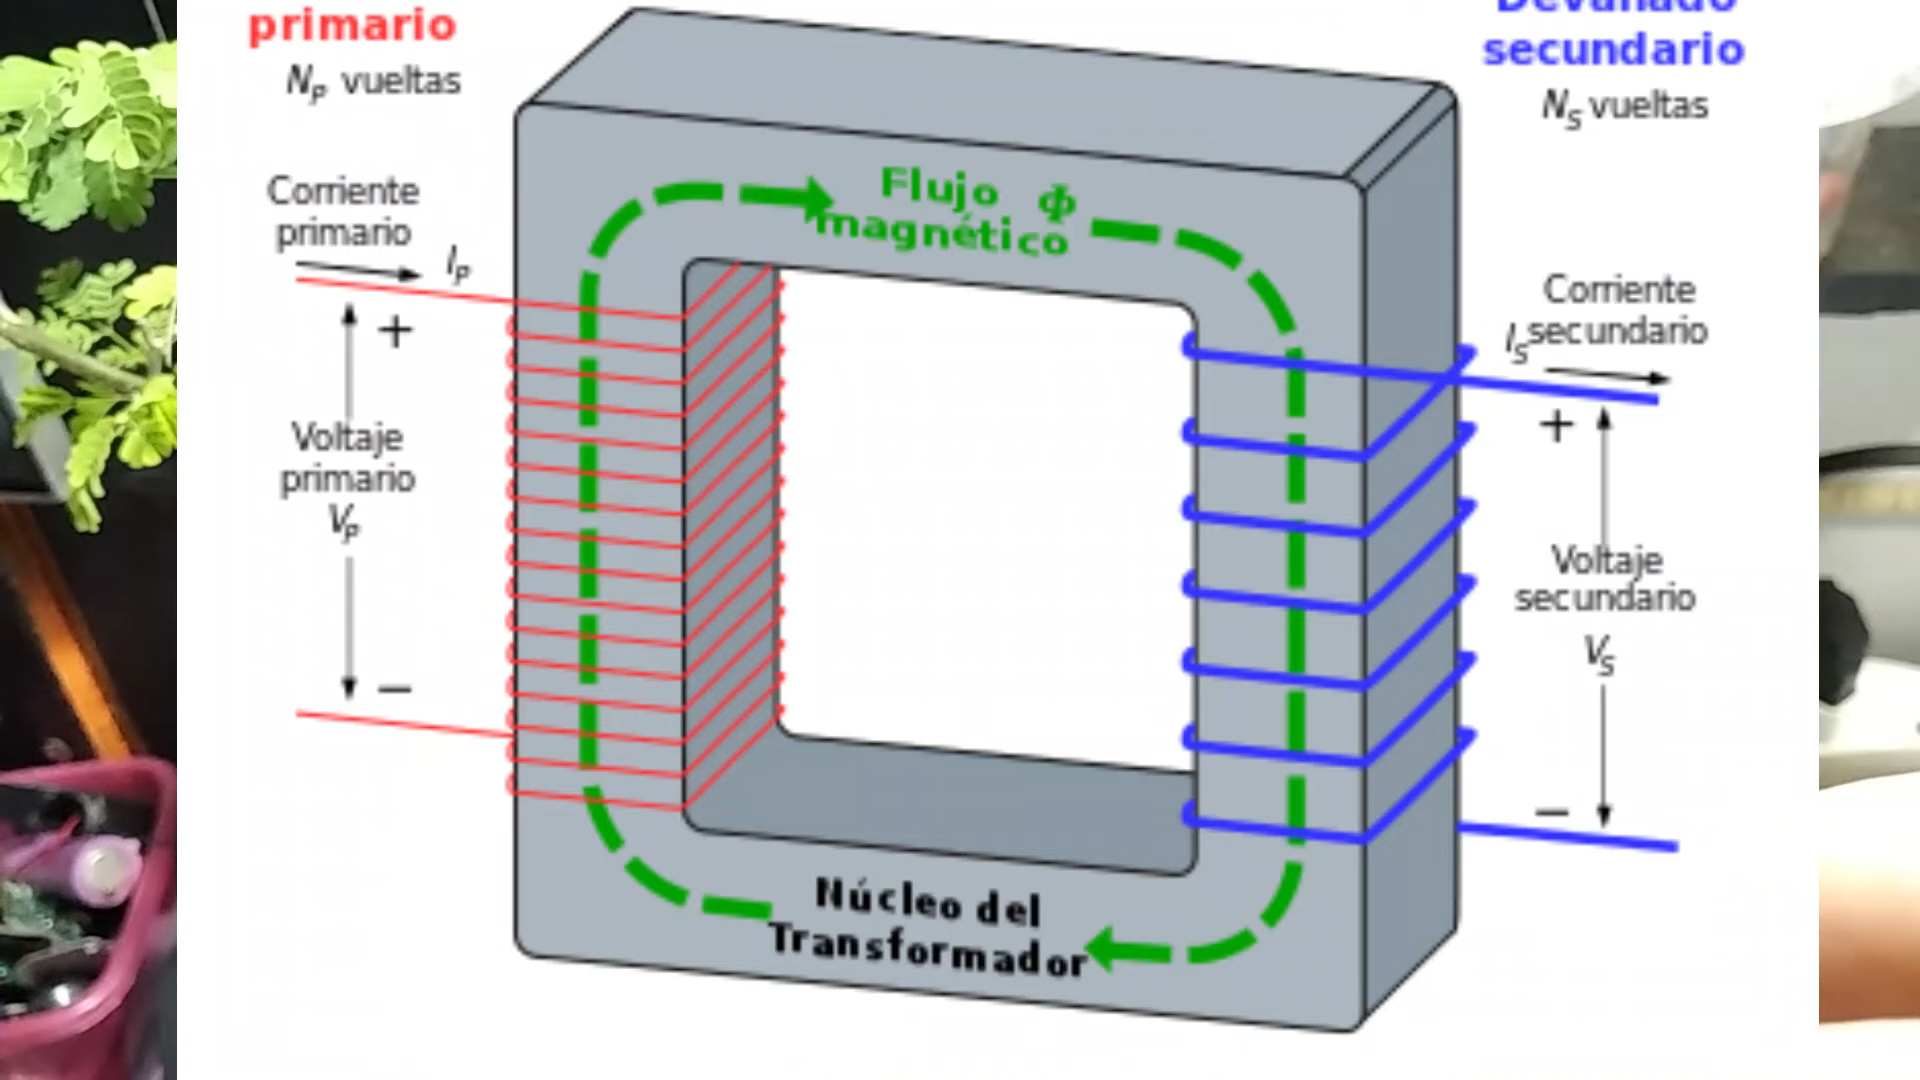 primario
Np vueltas
Corriente
primario
Ip
+
Voltaje
primario
Vp
−
Flujo Φ
magnético
Núcleo del
Transformador
Devanado
secundario
Ns vueltas
Corriente
Is secundario
+
Voltaje
secundario
Vs
−